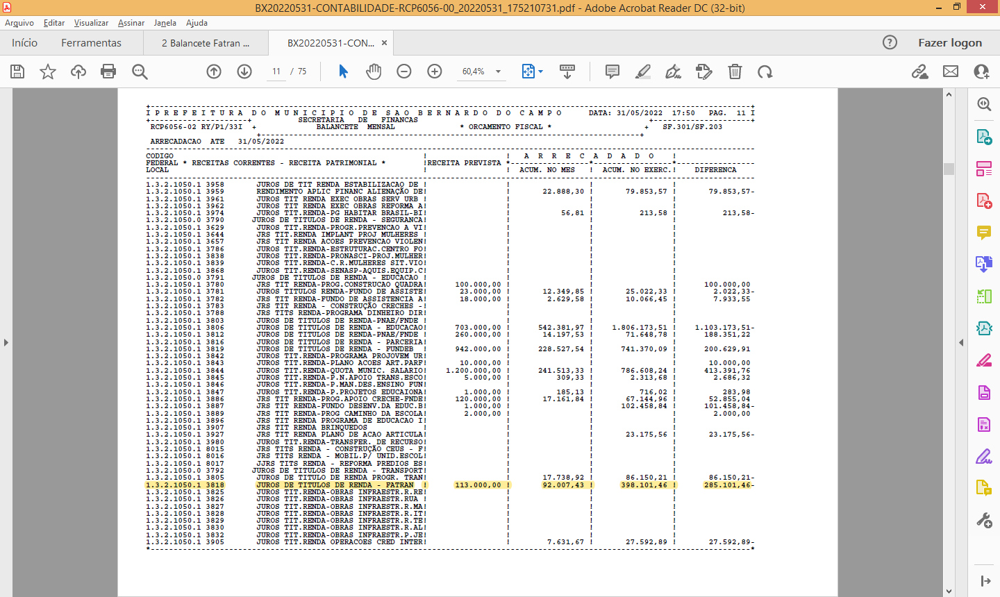 BX20220531-CONTABILIDADE-RCP6056-00_20220531_175210731.pdf - Adobe Acrobat Reader DC (32-bit)
Arquivo Editar Visualizar Assinar Janela Ajuda
Início Ferramentas 2 Balancete Fatran ... BX20220531-CON... × Fazer logon
11 / 75 60,4%
I P R E F E I T U R A D O M U N I C I P I O D E S A O B E R N A R D O D O C A M P O DATA: 31/05/2022 17:50 PAG. 11 I
SECRETARIA DE FINANCAS
RCP6056-02 RY/P1/33I + BALANCETE MENSAL * ORCAMENTO FISCAL * + SF.301/SF.203
ARRECADACAO ATE 31/05/2022
CODIGO ! ! A R R E C A D A D O !
FEDERAL * RECEITAS CORRENTES - RECEITA PATRIMONIAL * !RECEITA PREVISTA *-----------------*-----------------*-----------------
LOCAL ! ! ACUM. NO MES ! ACUM. NO EXERC.! DIFERENCA
1.3.2.1050.1 3958 JUROS DE TIT RENDA ESTABILIZACAO DE ! ! ! !
1.3.2.1050.1 3959 RENDIMENTO APLIC FINANC ALIENAÇÃO DE! ! 22.888,30 ! 79.853,57 ! 79.853,57-
1.3.2.1050.1 3961 JUROS TIT RENDA EXEC OBRAS SERV URB ! ! ! !
1.3.2.1050.1 3962 JUROS TIT RENDA EXEC OBRAS REFORMA A! ! ! !
1.3.2.1050.1 3974 JUROS TIT.RENDA-PG HABITAR BRASIL-BI! ! 56,81 ! 213,58 ! 213,58-
1.3.2.1050.0 3790 JUROS DE TITULOS DE RENDA - SEGURANCA! ! ! !
1.3.2.1050.1 3629 JUROS TIT.RENDA-PROGR.PREVENCAO A VI! ! ! !
1.3.2.1050.1 3644 JRS TIT.RENDA IMPLANT PROJ MULHERES ! ! ! !
1.3.2.1050.1 3657 JRS TIT RENDA ACOES PREVENCAO VIOLEN! ! ! !
1.3.2.1050.1 3786 JUROS TIT.RENDA-ESTRUTURAC.CENTRO FO! ! ! !
1.3.2.1050.1 3838 JUROS TIT.RENDA-PRONASCI-PROJ.MULHER! ! ! !
1.3.2.1050.1 3839 JUROS TIT.RENDA-C.R.MULHERES SIT.VIO! ! ! !
1.3.2.1050.1 3868 JUROS TIT.RENDA-SENASP-AQUIS.EQUIP.C! ! ! !
1.3.2.1050.0 3791 JUROS DE TITULOS DE RENDA - EDUCACAO ! ! ! !
1.3.2.1050.1 3780 JRS TIT RENDA-PROG.CONSTRUCAO QUADRA! 100.000,00 ! ! ! 100.000,00
1.3.2.1050.1 3781 JUROS TITULOS RENDA-FUNDO DE ASSISTE! 23.000,00 ! 12.349,85 ! 25.022,33 ! 2.022,33-
1.3.2.1050.1 3782 JRS TIT RENDA-FUNDO DE ASSISTENCIA A! 18.000,00 ! 2.629,58 ! 10.066,45 ! 7.933,55
1.3.2.1050.1 3783 JRS TIT RENDA - CONSTRUÇÃO CRECHES -! ! ! !
1.3.2.1050.1 3788 JRS TITS RENDA-PROGRAMA DINHEIRO DIR! ! ! !
1.3.2.1050.1 3803 JUROS DE TITULOS DE RENDA-PNAE/FNDE ! ! ! !
1.3.2.1050.1 3806 JUROS DE TITULOS DE RENDA - EDUCACAO! 703.000,00 ! 542.381,97 ! 1.806.173,51 ! 1.103.173,51-
1.3.2.1050.1 3812 JUROS DE TITULOS DE RENDA-PNAE/FNDE ! 260.000,00 ! 14.197,53 ! 71.648,78 ! 188.351,22
1.3.2.1050.1 3816 JUROS DE TITULOS DE RENDA - PARCERIA! ! ! !
1.3.2.1050.1 3819 JUROS DE TITULOS DE RENDA - FUNDEB ! 942.000,00 ! 228.527,54 ! 741.370,09 ! 200.629,91
1.3.2.1050.1 3842 JUROS TIT.RENDA-PROGRAMA PROJOVEM UR! ! ! !
1.3.2.1050.1 3843 JUROS TIT.RENDA-PLANO ACOES ART.PARF! 10.000,00 ! ! ! 10.000,00
1.3.2.1050.1 3844 JUROS TIT.RENDA-QUOTA MUNIC. SALARIO! 1.200.000,00 ! 241.513,33 ! 786.608,24 ! 413.391,76
1.3.2.1050.1 3845 JUROS TIT.RENDA-P.N.APOIO TRANS.ESCO! 5.000,00 ! 309,33 ! 2.313,68 ! 2.686,32
1.3.2.1050.1 3846 JUROS TIT.RENDA-P.MAN.DES.ENSINO FUN! ! ! !
1.3.2.1050.1 3847 JUROS TIT.RENDA-P.PROJETOS EDUCAIONA! 1.000,00 ! 185,13 ! 716,02 ! 283,98
1.3.2.1050.1 3886 JRS TIT RENDA-PROG.APOIO CRECHE-FNDE! 120.000,00 ! 17.161,84 ! 67.144,96 ! 52.855,04
1.3.2.1050.1 3887 JRS TIT RENDA-FUNDO DESENV.DA EDUC.B! 1.000,00 ! ! 102.458,84 ! 101.458,84-
1.3.2.1050.1 3889 JRS TIT RENDA-PROG CAMINHO DA ESCOLA! 2.000,00 ! ! ! 2.000,00
1.3.2.1050.1 3896 JRS TIT RENDA PROGRAMA DE EDUCACAO I! ! ! !
1.3.2.1050.1 3907 JRS TIT RENDA BRINQUEDOS ! ! ! !
1.3.2.1050.1 3927 JRS TIT RENDA PLANO DE ACAO ARTICULA! ! ! 23.175,56 ! 23.175,56-
1.3.2.1050.1 3980 JUROS TIT.RENDA-TRANSFER. DE RECURSO! ! ! !
1.3.2.1050.1 8015 JRS TITS RENDA - CONSTRUÇÃO CEUS - F! ! ! !
1.3.2.1050.1 8016 JRS TITS RENDA - MOBIL.P/ UNID.ESCOL! ! ! !
1.3.2.1050.1 8017 JJRS TITS RENDA - REFORMA PREDIOS ES! ! ! !
1.3.2.1050.0 3792 JUROS DE TITULOS DE RENDA - TRANSPORT! ! ! !
1.3.2.1050.1 3805 JUROS DE TITULO DE RENDA PROGR. TRAN! ! 17.738,92 ! 86.150,21 ! 86.150,21-
1.3.2.1050.1 3818 JUROS DE TITULOS DE RENDA - FATRAN ! 113.000,00 ! 92.007,43 ! 398.101,46 ! 285.101,46-
1.3.2.1050.1 3825 JUROS TIT.RENDA-OBRAS INFRAESTR.R.RE! ! ! !
1.3.2.1050.1 3826 JUROS TIT.RENDA-OBRAS INFRAESTR.RUA ! ! ! !
1.3.2.1050.1 3827 JUROS TIT.RENDA-OBRAS INFRAESTR.R.MA! ! ! !
1.3.2.1050.1 3828 JUROS TIT.RENDA-OBRAS INFRAESTR.R.IT! ! ! !
1.3.2.1050.1 3829 JUROS TIT.RENDA-OBRAS INFRAESTR.R.TE! ! ! !
1.3.2.1050.1 3830 JUROS TIT.RENDA-OBRAS INFRAESTR.R.AL! ! ! !
1.3.2.1050.1 3832 JUROS TIT.RENDA-OBRAS INFRAESTR.P.JE! ! ! !
1.3.2.1050.1 3905 JUROS TIT.RENDA OPERACOES CRED INTER! ! 7.631,67 ! 27.592,89 ! 27.592,89-